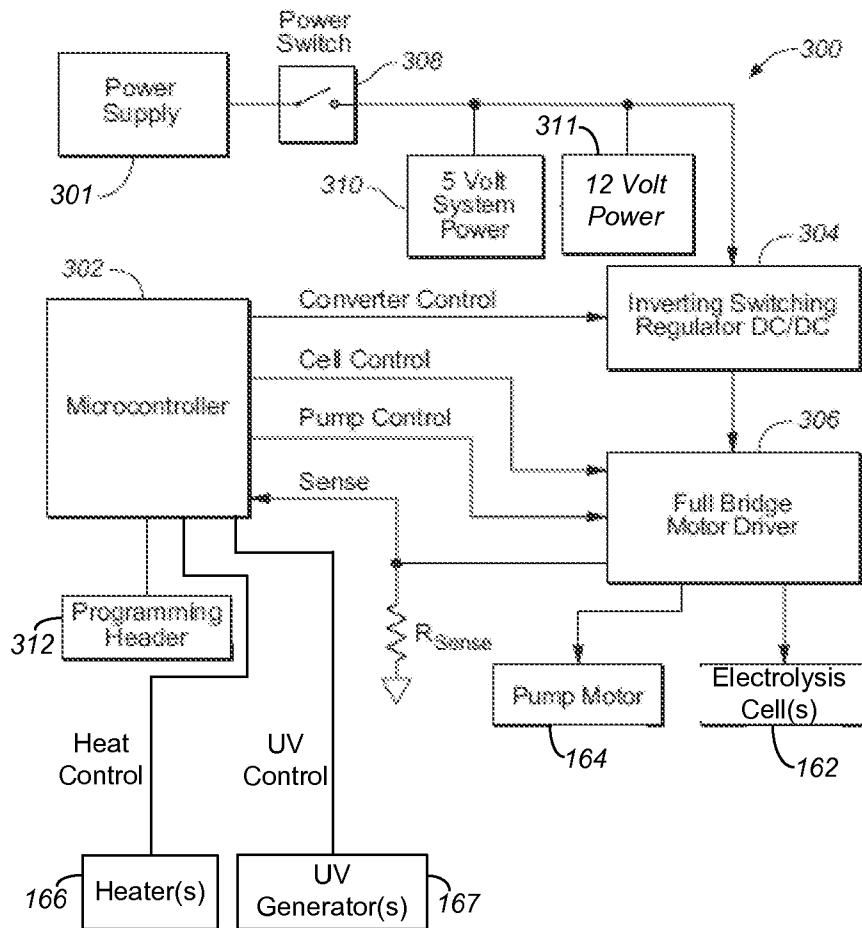 Power
Switch
308
300
Power
Supply
301
311
310
5 Volt
System
Power
12 Volt
Power
304
302
Converter Control
Inverting Switching
Regulator DC/DC
Cell Control
Microcontroller
Pump Control
306
Sense
Full Bridge
Motor Driver
Programming
Header
312
RSense
Pump Motor
Electrolysis
Cell(s)
164
162
Heat
Control
UV
Control
166
Heater(s)
UV
Generator(s)
167